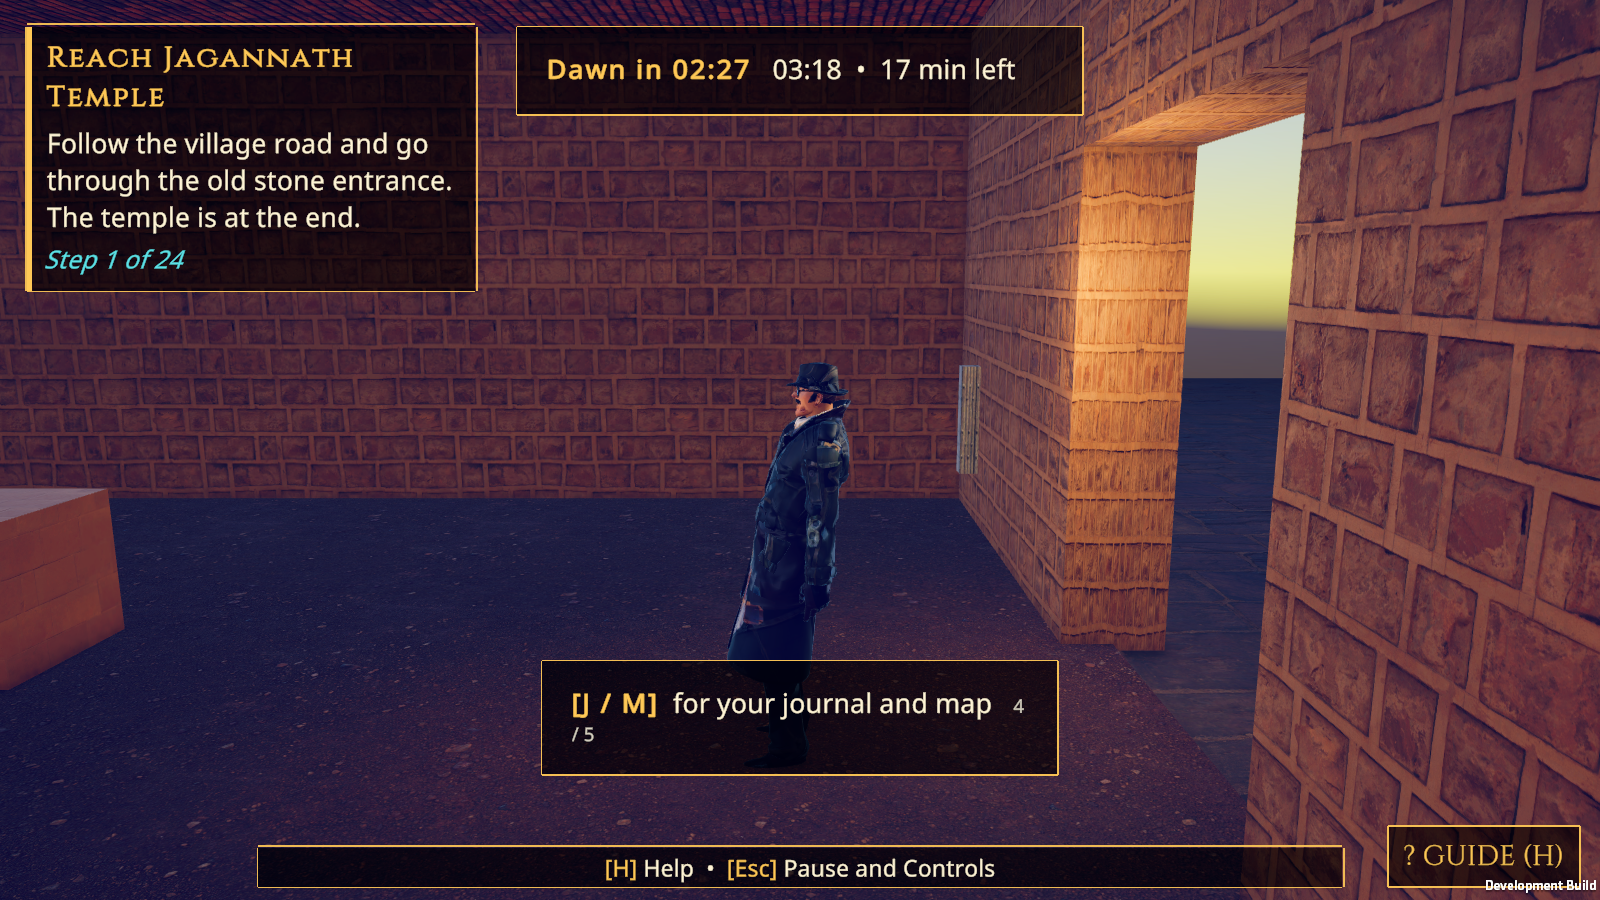 REACH JAGANNATH
TEMPLE
Follow the village road and go
through the old stone entrance.
The temple is at the end.
Step 1 of 24
Dawn in 02:27 03:18 • 17 min left
[J / M] for your journal and map 4
/ 5
[H] Help • [Esc] Pause and Controls
? GUIDE (H)
Development Build